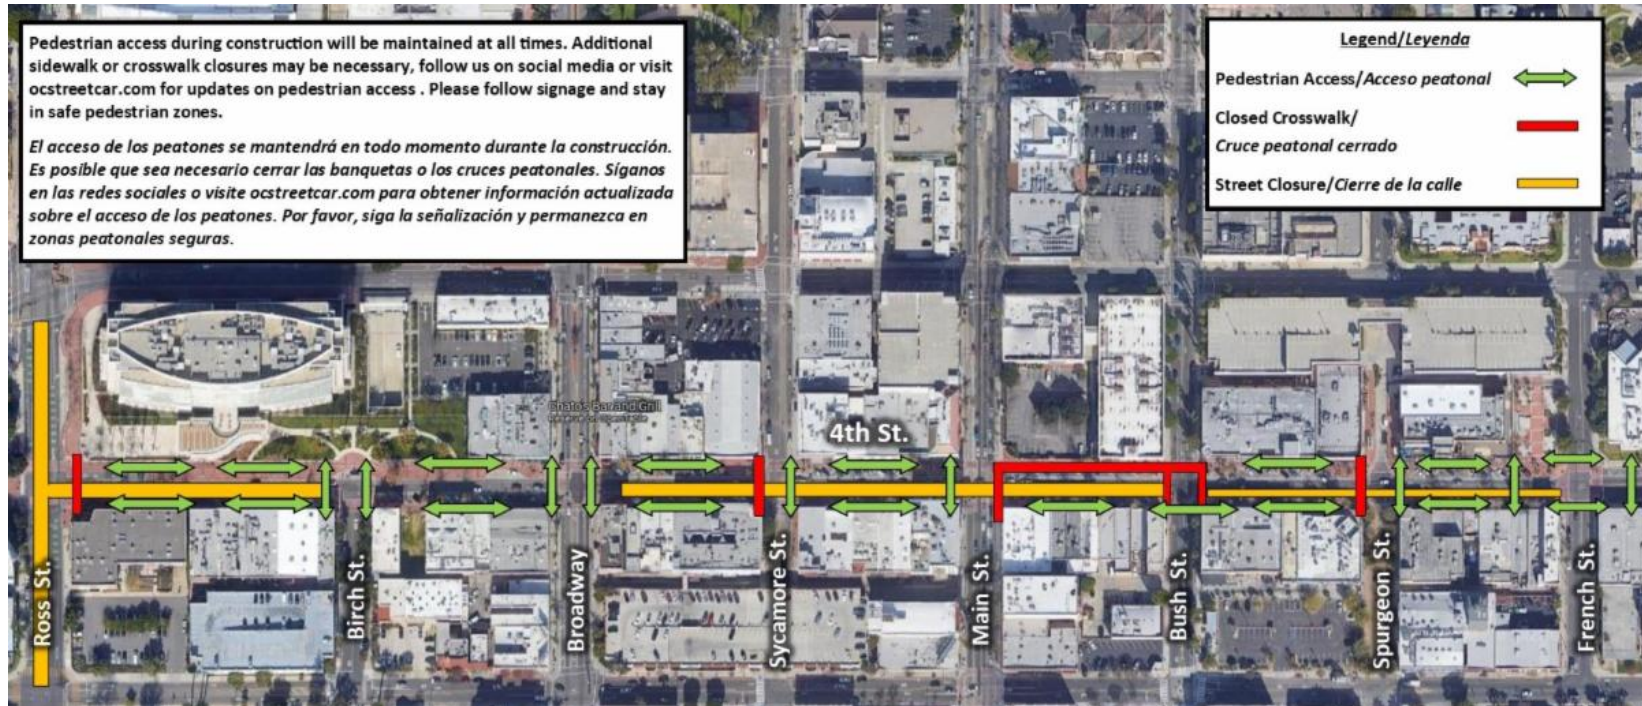 Pedestrian access during construction will be maintained at all times. Additional
sidewalk or crosswalk closures may be necessary, follow us on social media or visit
ocstreetcar.com for updates on pedestrian access . Please follow signage and stay
in safe pedestrian zones.
El acceso de los peatones se mantendrá en todo momento durante la construcción.
Es posible que sea necesario cerrar las banquetas o los cruces peatonales. Síganos
en las redes sociales o visite ocstreetcar.com para obtener información actualizada
sobre el acceso de los peatones. Por favor, siga la señalización y permanezca en
zonas peatonales seguras.
Legend/Leyenda
Pedestrian Access/Acceso peatonal
Closed Crosswalk/
Cruce peatonal cerrado
Street Closure/Cierre de la calle
4th St.
Ross St.
Birch St.
Broadway
Sycamore St.
Main St.
Bush St.
Spurgeon St.
French St.